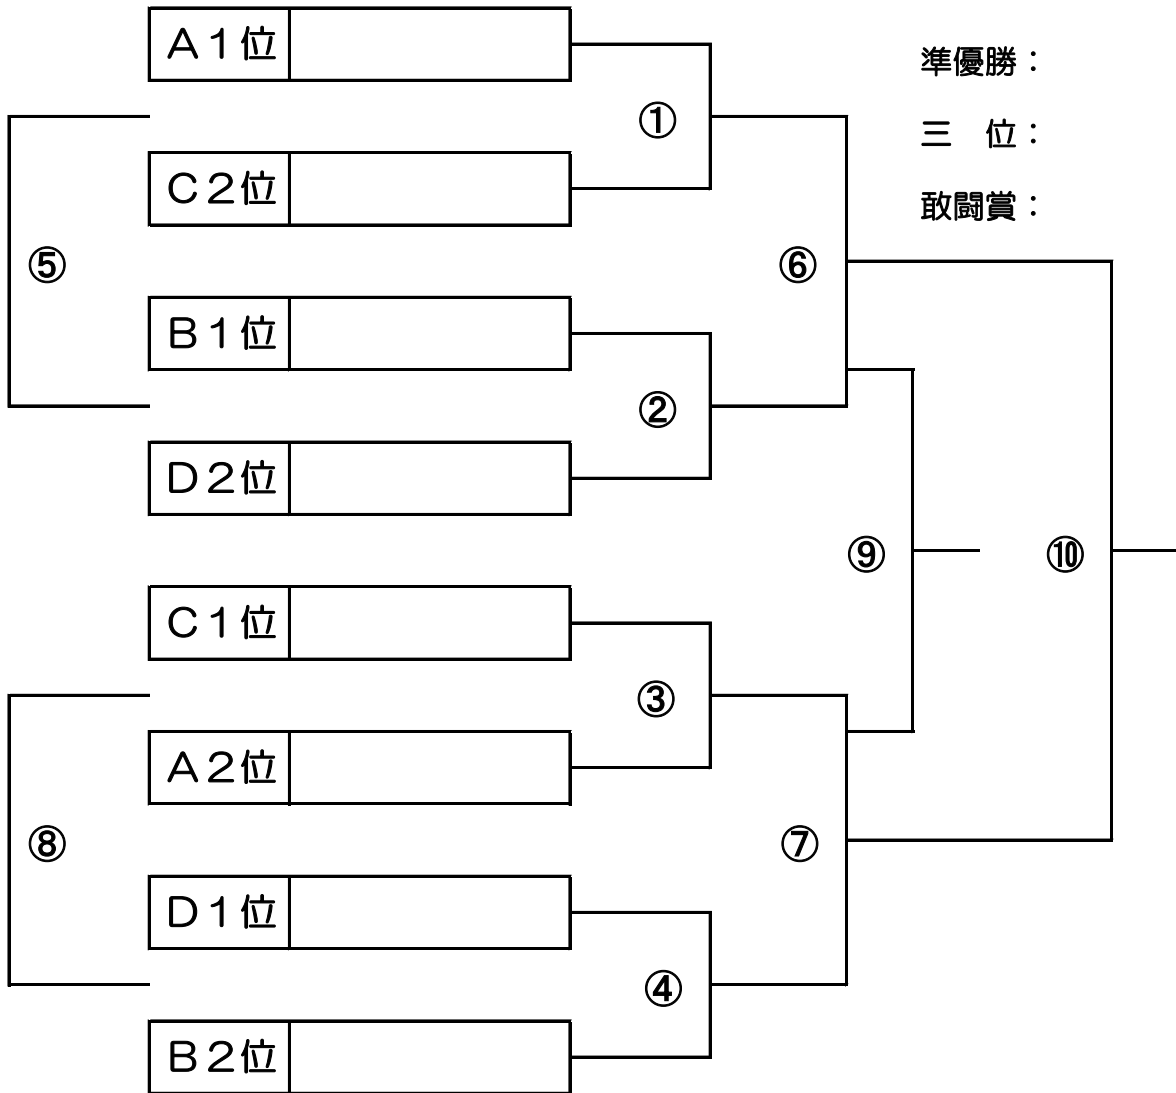 A1位
準優勝：
①
三　位：
C2位
敢闘賞：
⑤
⑥
B1位
②
D2位
⑨
⑩
C1位
③
A2位
⑧
⑦
D1位
④
B2位